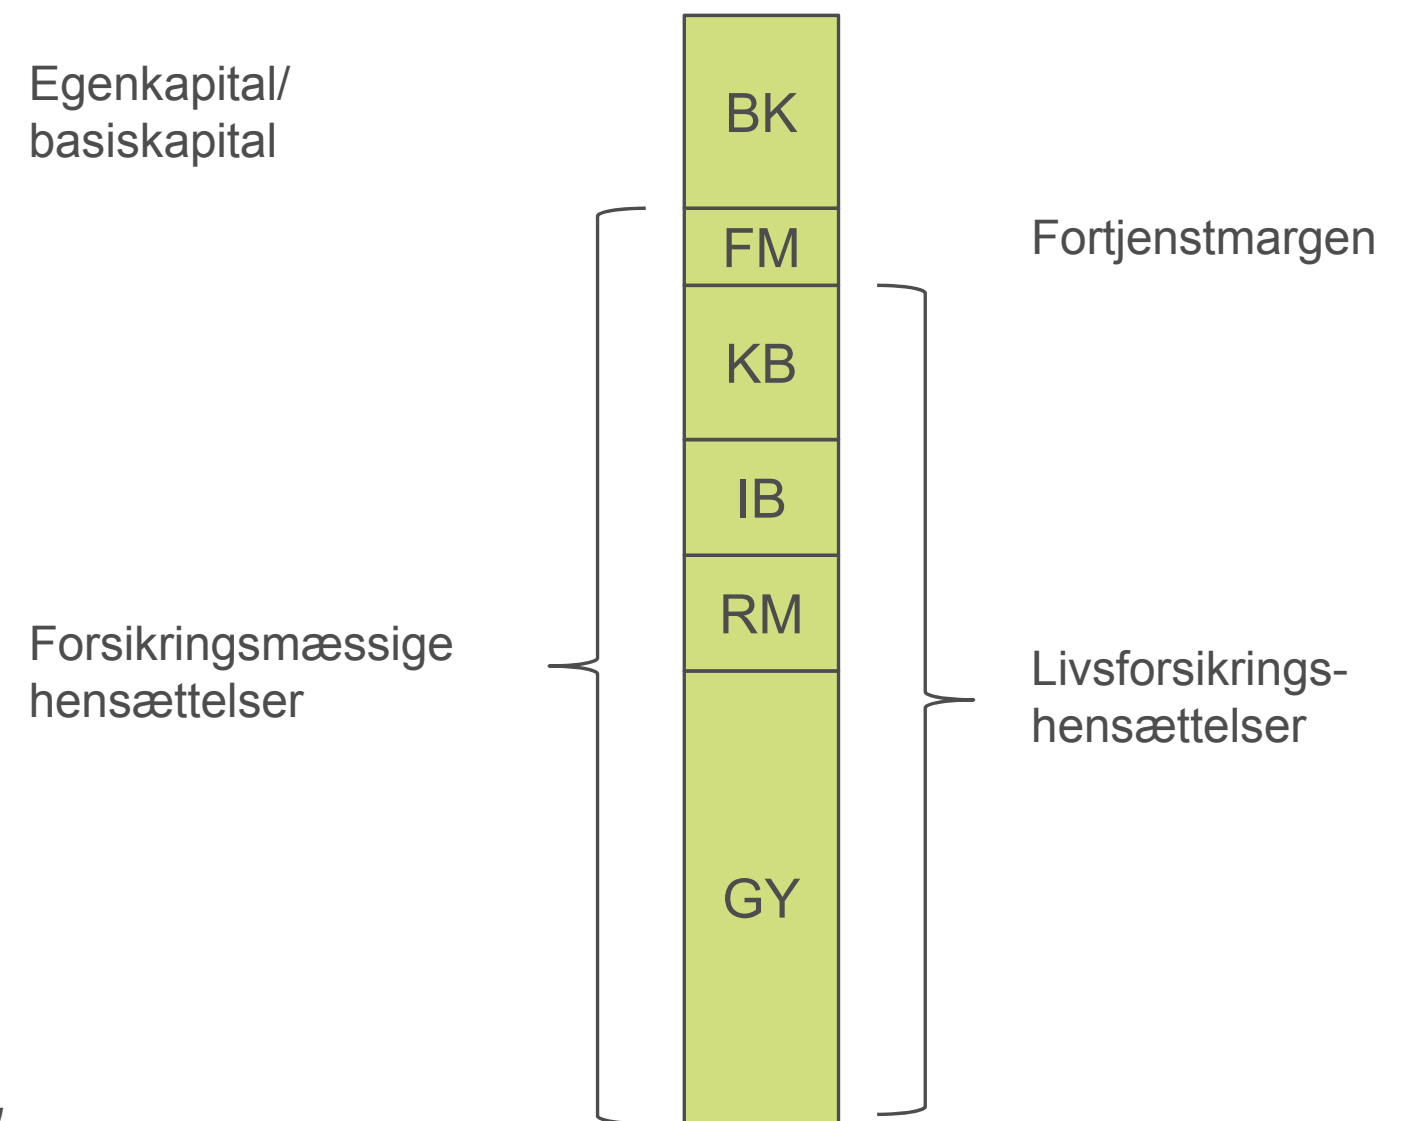 Egenkapital/
basiskapital
BK
FM
Fortjenstmargen
KB
IB
RM
Forsikringsmæssige
hensættelser
Livsforsikrings-
hensættelser
GY